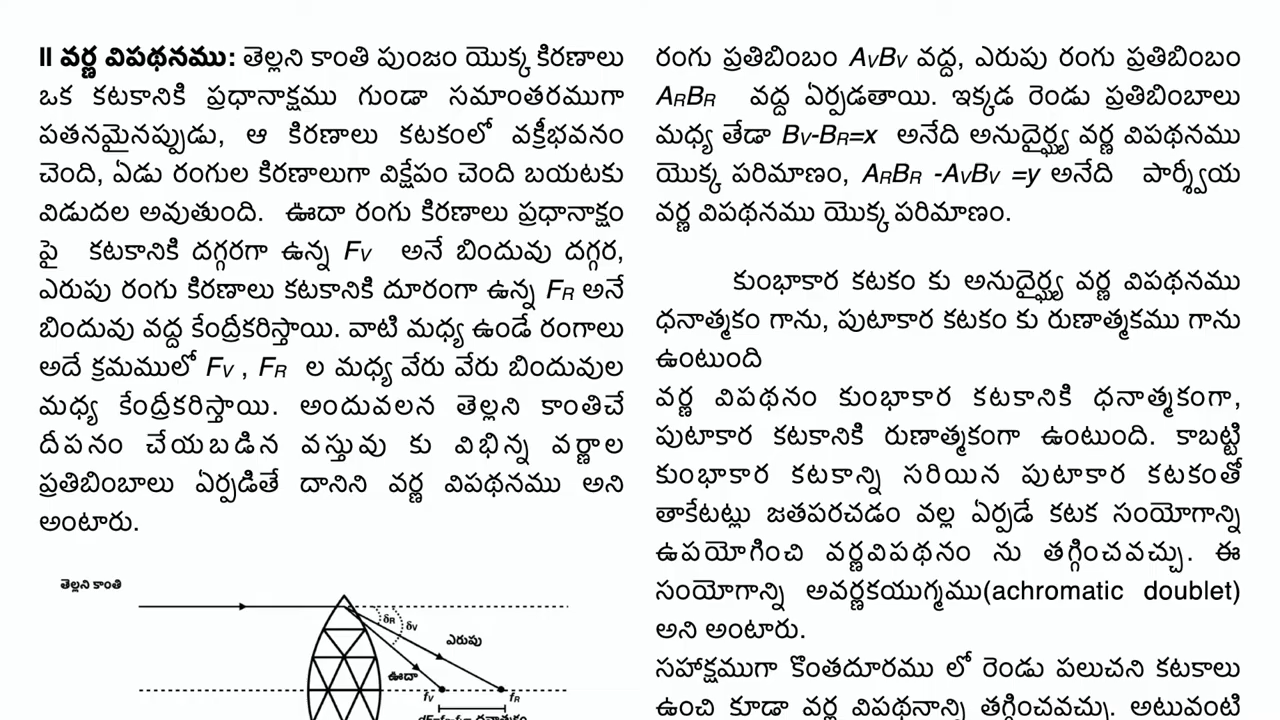 II వర్ణ విపథనము: తెల్లని కాంతి పుంజం యొక్క కిరణాలు
ఒక కటకానికి ప్రధానాక్షము గుండా సమాంతరముగా
పతనమైనప్పుడు, ఆ కిరణాలు కటకంలో వక్రీభవనం
చెంది, ఏడు రంగుల కిరణాలుగా విక్షేపం చెంది బయటకు
విడుదల అవుతుంది. ఊదా రంగు కిరణాలు ప్రధానాక్షం
పై కటకానికి దగ్గరగా ఉన్న FV అనే బిందువు దగ్గర,
ఎరుపు రంగు కిరణాలు కటకానికి దూరంగా ఉన్న FR అనే
బిందువు వద్ద కేంద్రీకరిస్తాయి. వాటి మధ్య ఉండే రంగాలు
అదే క్రమములో FV , FR ల మధ్య వేరు వేరు బిందువుల
మధ్య కేంద్రీకరిస్తాయి. అందువలన తెల్లని కాంతిచే
దీపనం చేయబడిన వస్తువు కు విభిన్న వర్ణాల
ప్రతిబింబాలు ఏర్పడితే దానిని వర్ణ విపథనము అని
అంటారు.
తెల్లని కాంతి
δR
δV
ఎరుపు
ఊదా
fV
fR
రంగు ప్రతిబింబం AVBV వద్ద, ఎరుపు రంగు ప్రతిబింబం
ARBR వద్ద ఏర్పడతాయి. ఇక్కడ రెండు ప్రతిబింబాలు
మధ్య తేడా BV-BR=x అనేది అనుదైర్ఘ్య వర్ణ విపథనము
యొక్క పరిమాణం, ARBR -AVBV =y అనేది పార్శ్వీయ
వర్ణ విపథనము యొక్క పరిమాణం.
కుంభాకార కటకం కు అనుదైర్ఘ్య వర్ణ విపథనము
ధనాత్మకం గాను, పుటాకార కటకం కు రుణాత్మకము గాను
ఉంటుంది
వర్ణ విపథనం కుంభాకార కటకానికి ధనాత్మకంగా,
పుటాకార కటకానికి రుణాత్మకంగా ఉంటుంది. కాబట్టి
కుంభాకార కటకాన్ని సరియిన పుటాకార కటకంతో
తాకేటట్లు జతపరచడం వల్ల ఏర్పడే కటక సంయోగాన్ని
ఉపయోగించి వర్ణవిపథనం ను తగ్గించవచ్చు. ఈ
సంయోగాన్ని అవర్ణకయుగ్మము(achromatic doublet)
అని అంటారు.
సహాక్షముగా కొంతదూరము లో రెండు పలుచని కటకాలు
ఉంచి కూడా వర్ణ విపథనాన్ని తగ్గించవచ్చు. అటువంటి